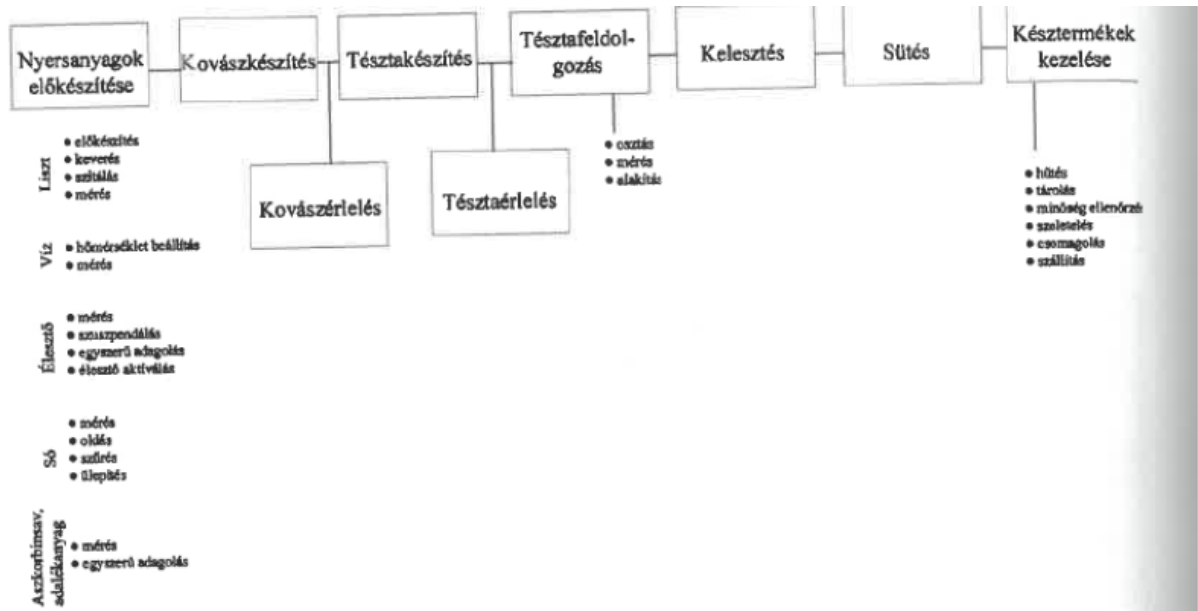 Nyersanyagok
előkészítése
Kovászkészítés
Tésztakészítés
Tésztafeldol-
gozás
Kelesztés
Sütés
Késztermékek
kezelése
Kovászérlelés
Tésztaérlelés
Liszt
• előkészítés
• keverés
• szitálás
• mérés
Víz
• hőmérséklet beállítás
• mérés
Élesztő
• mérés
• szuszpendálás
• egyszerű adagolás
• élesztő aktiválás
Só
• mérés
• oldás
• szűrés
• ülepítés
Aszkorbinsav,
adalékanyag
• mérés
• egyszerű adagolás
• osztás
• mérés
• alakítás
• hűtés
• tárolás
• minőség ellenőrzé
• szeletelés
• csomagolás
• szállítás